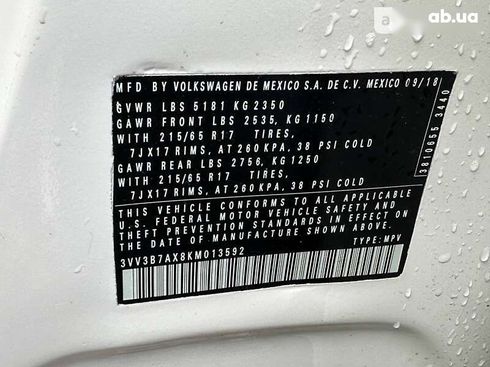 ab.ua
MFD BY VOLKSWAGEN DE MEXICO S.A. DE C.V. MEXICO 09/18
GVWR LBS 5181 KG 2350
GAWR FRONT LBS 2535, KG 1150
WITH 215/65 R17 TIRES,
7JX17 RIMS, AT 260 KPA, 38 PSI COLD
GAWR REAR LBS 2756, KG 1250
WITH 215/65 R17 TIRES,
7JX17 RIMS, AT 260 KPA, 38 PSI COLD
THIS VEHICLE CONFORMS TO ALL APPLICABLE
U.S. FEDERAL MOTOR VEHICLE SAFETY AND
THEFT PREVENTION STANDARDS IN EFFECT ON THE
DATE OF MANUFACTURE SHOWN ABOVE.
3VV3B7AX8KM013592 TYPE: MPV
3810655 3440